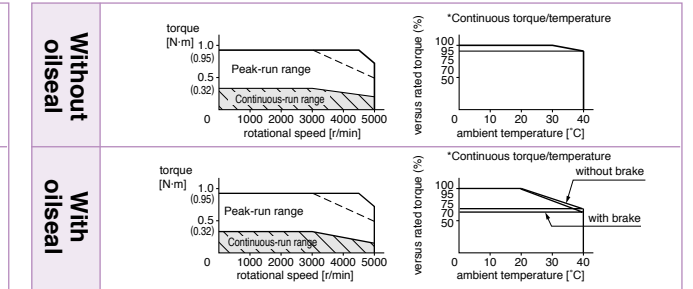 Without
oilseal
torque
[N·m]
1.0
(0.95)
0.5
(0.32)
Peak-run range
Continuous-run range
0 1000 2000 3000 4000 5000
rotational speed [r/min]
*Continuous torque/temperature
versus rated torque (%)
100
95
75
70
50
0 10 20 30 40
ambient temperature [˚C]
With
oilseal
torque
[N·m]
1.0
(0.95)
0.5
(0.32)
Peak-run range
Continuous-run range
0 1000 2000 3000 4000 5000
rotational speed [r/min]
*Continuous torque/temperature
without brake
versus rated torque (%)
100
95
75
70
50
with brake
0 10 20 30 40
ambient temperature [˚C]